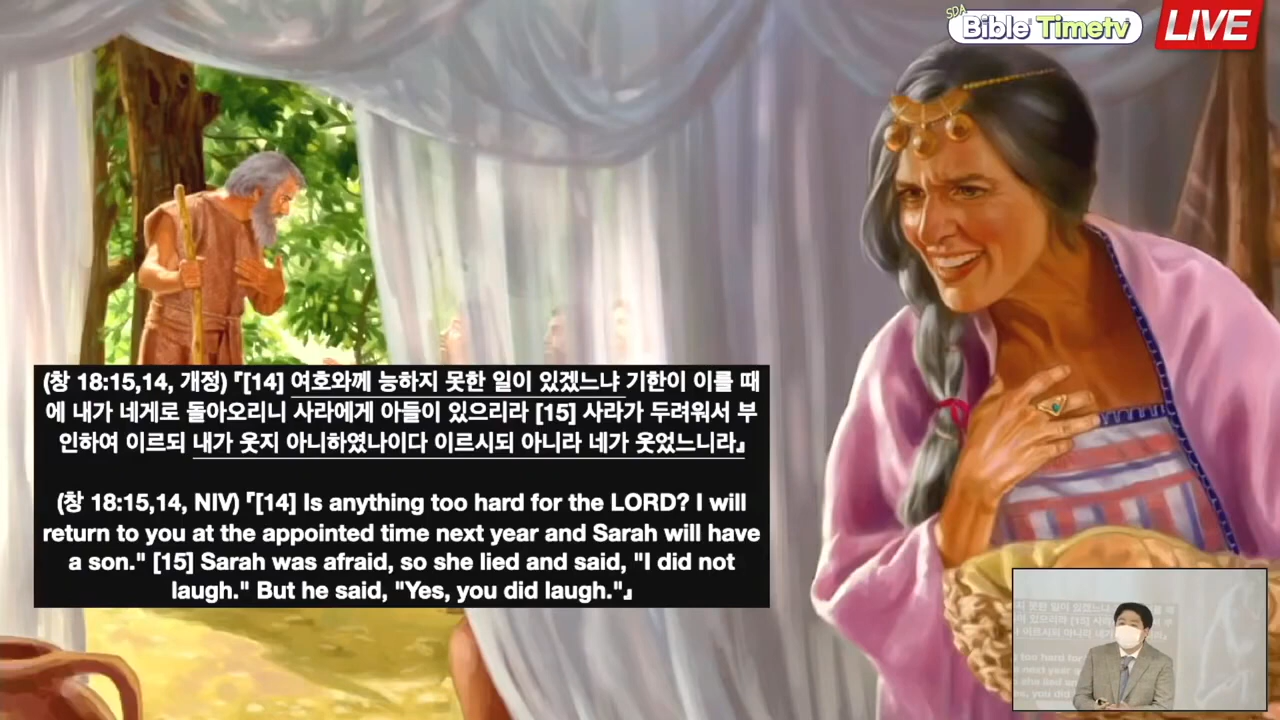 SDA
Bible Timetv
LIVE
(창 18:15,14, 개정) 『[14] 여호와께 능하지 못한 일이 있겠느냐 기한이 이를 때
에 내가 네게로 돌아오리니 사라에게 아들이 있으리라 [15] 사라가 두려워서 부
인하여 이르되 내가 웃지 아니하였나이다 이르시되 아니라 네가 웃었느니라』
(창 18:15,14, NIV) 『[14] Is anything too hard for the LORD? I will
return to you at the appointed time next year and Sarah will have
a son." [15] Sarah was afraid, so she lied and said, "I did not
laugh." But he said, "Yes, you did laugh."』